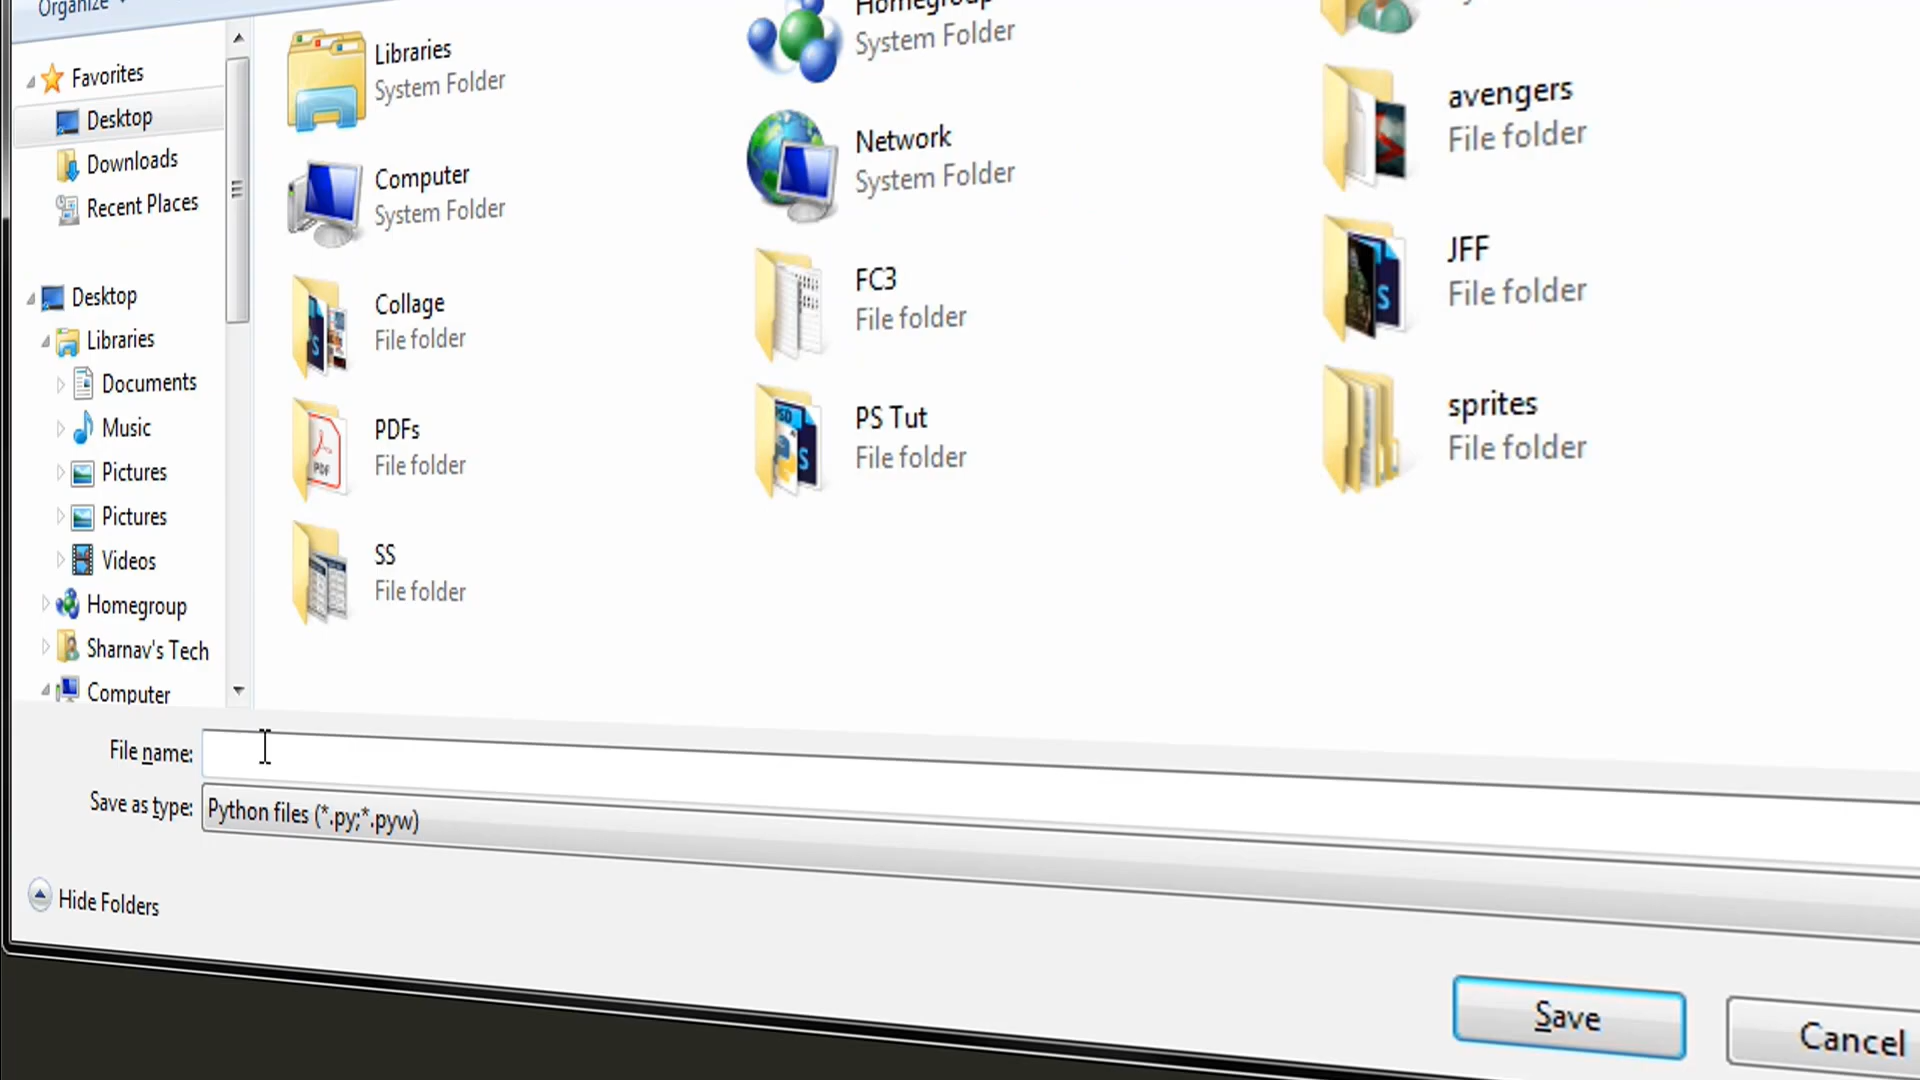 Organize
Favorites
Desktop
Downloads
Recent Places
Desktop
Libraries
Documents
Music
Pictures
Pictures
Videos
Homegroup
Sharnav's Tech
Computer
Libraries
System Folder
Homegroup
System Folder
Computer
System Folder
Network
System Folder
avengers
File folder
Collage
File folder
FC3
File folder
JFF
File folder
PDFs
File folder
PS Tut
File folder
sprites
File folder
SS
File folder
File name:
Save as type: Python files (*.py;*.pyw)
Hide Folders
Save
Cancel